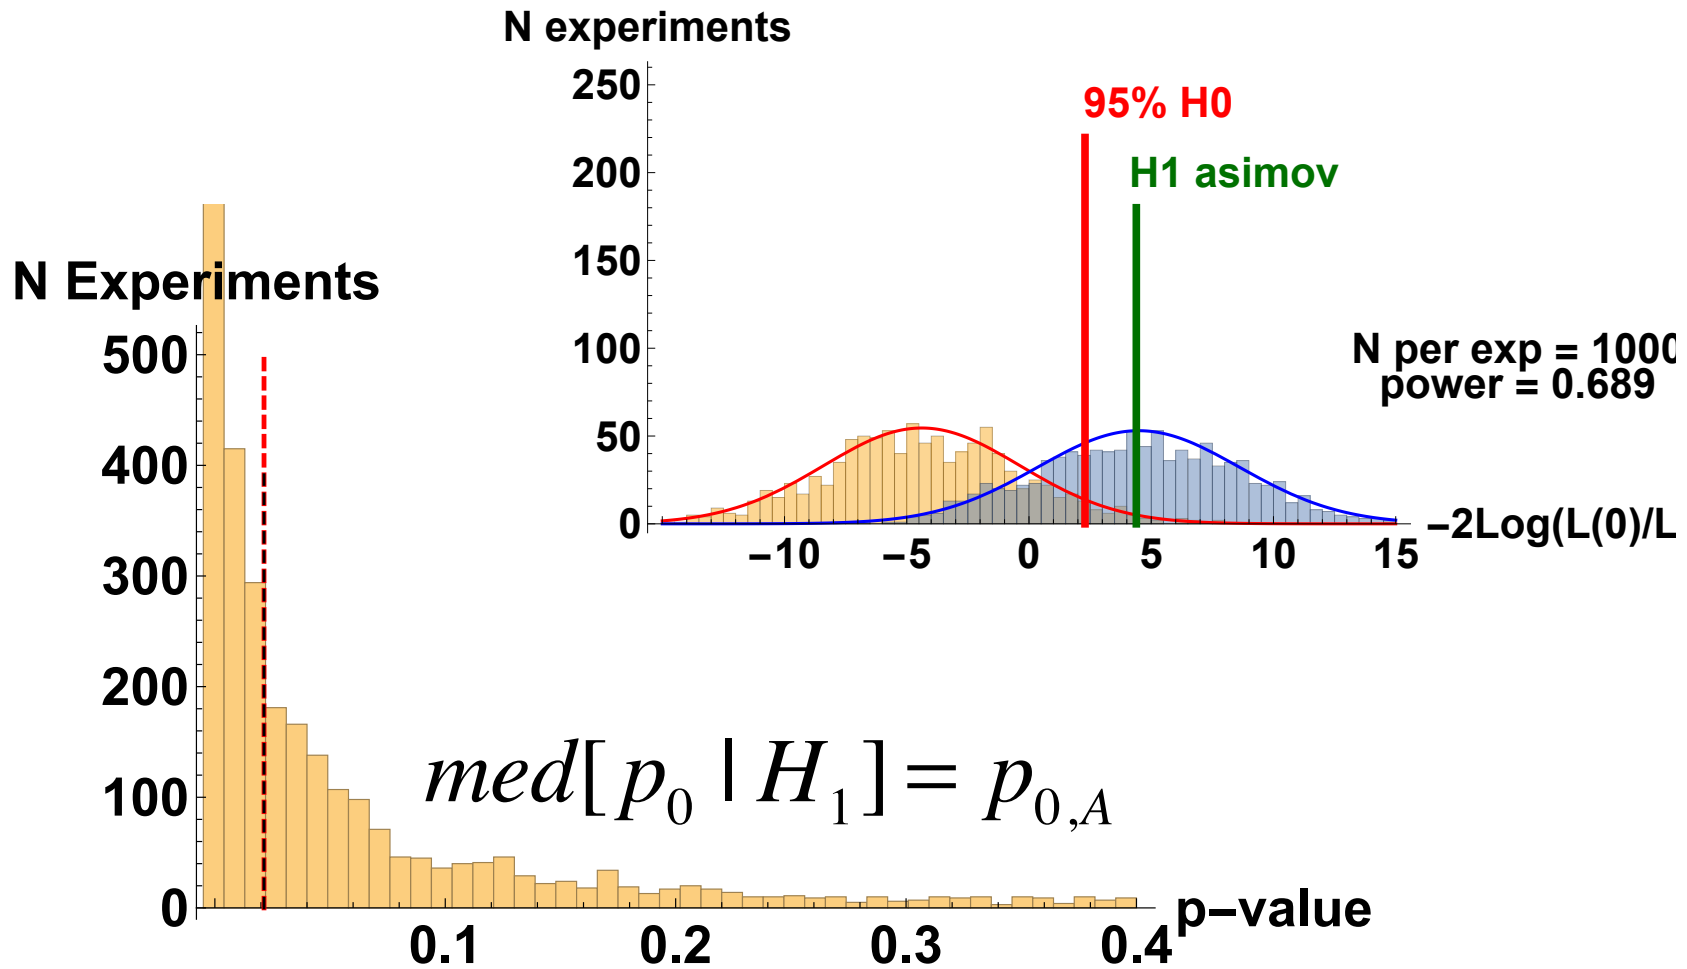 N experiments
250
200
150
100
50
0
95% H0
H1 asimov
N per exp = 1000
power = 0.689
−10 −5 0 5 10 15
−2Log(L(0)/L
N Experiments
500
400
300
200
100
0
med[p₀ | H₁] = p₀,A
0.1 0.2 0.3 0.4
p−value